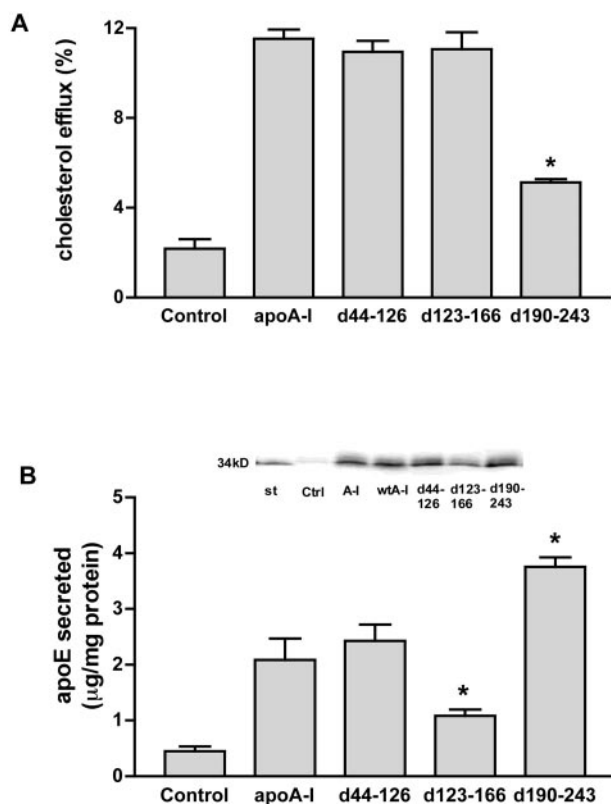 A
cholesterol efflux (%)
12
8
4
0
*
Control apoA-I d44-126 d123-166 d190-243
B
34kD
st Ctrl A-I wtA-I d44-126 d123-166 d190-243
apoE secreted
(μg/mg protein)
5
4
3
2
1
0
*
*
Control apoA-I d44-126 d123-166 d190-243